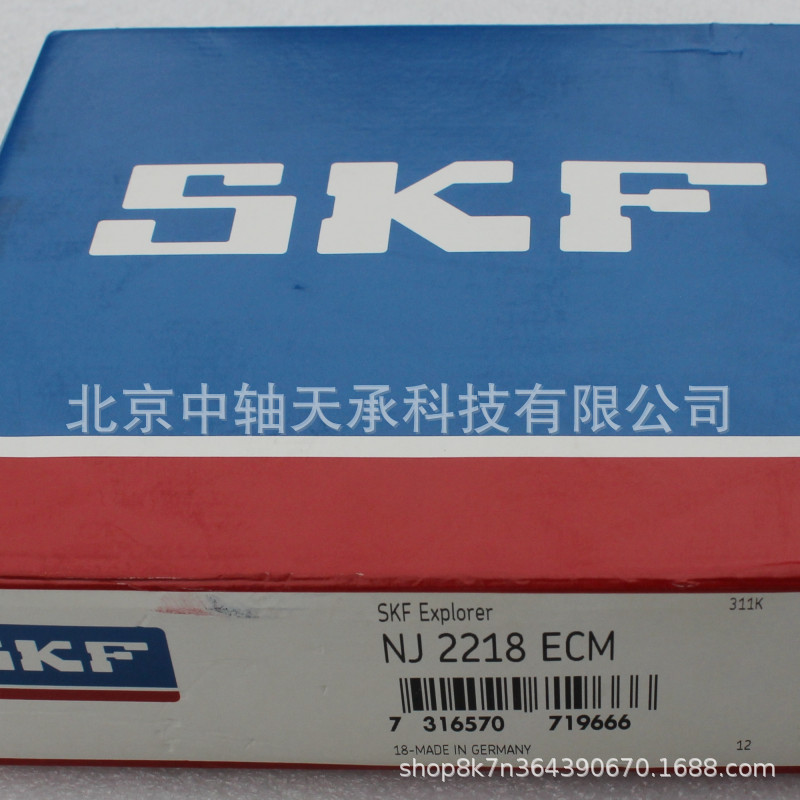 SKF
北京中轴天承科技有限公司
SKF Explorer
311K
NJ 2218 ECM
SKF
7 316570 719666
18-MADE IN GERMANY
12
shop8k7n364390670.1688.com